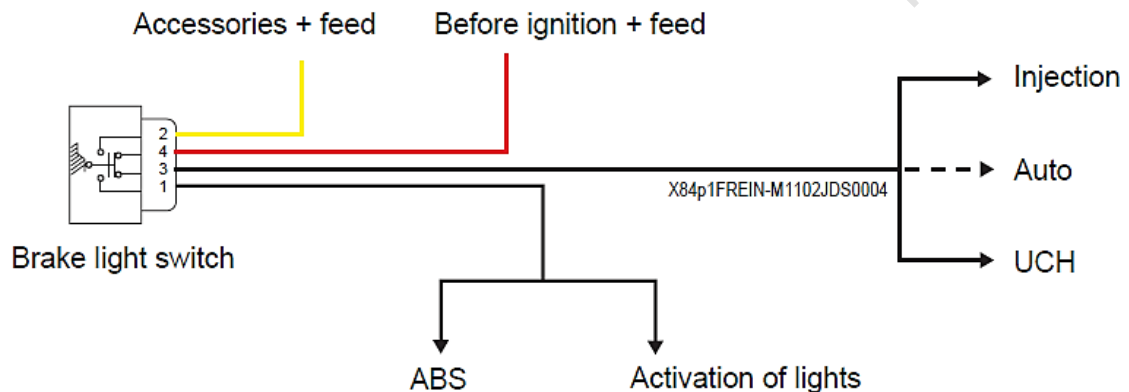 Accessories + feed
Before ignition + feed
Injection
2
4
3
1
X84p1FREIN-M1102JDS0004
Auto
Brake light switch
UCH
ABS
Activation of lights